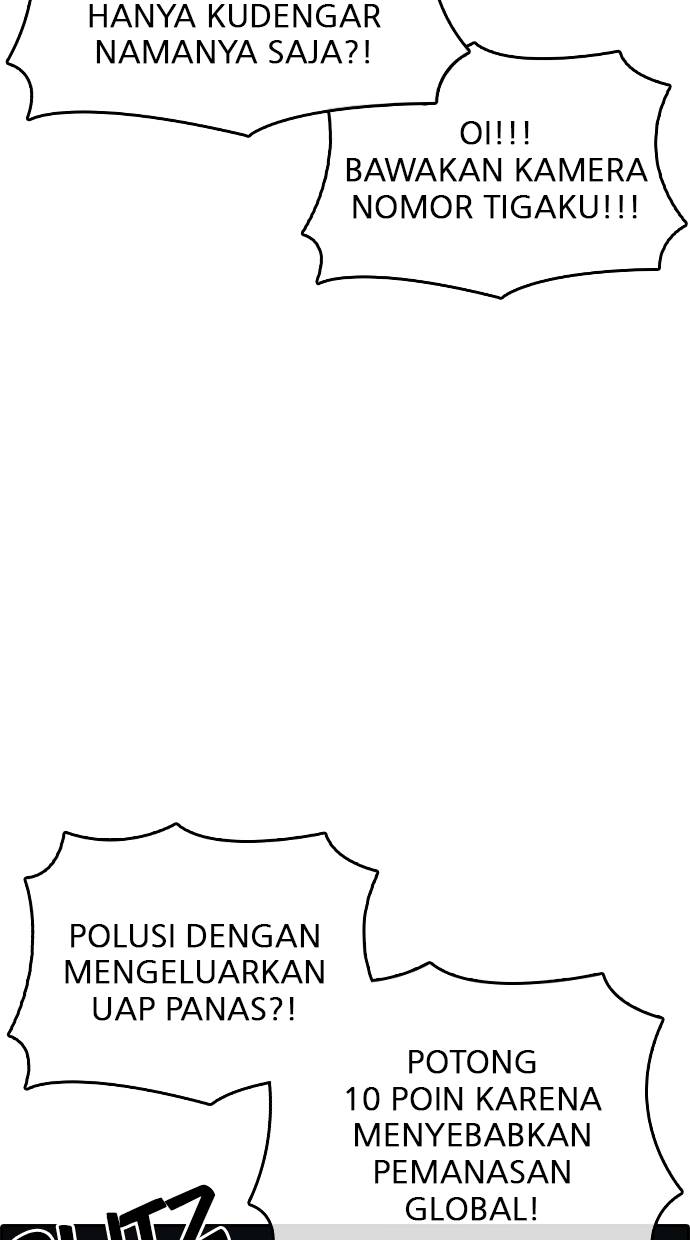 HANYA KUDENGAR
NAMANYA SAJA?!
OI!!!
BAWAKAN KAMERA
NOMOR TIGAKU!!!
POLUSI DENGAN
MENGELUARKAN
UAP PANAS?!
POTONG
10 POIN KARENA
MENYEBABKAN
PEMANASAN
GLOBAL!